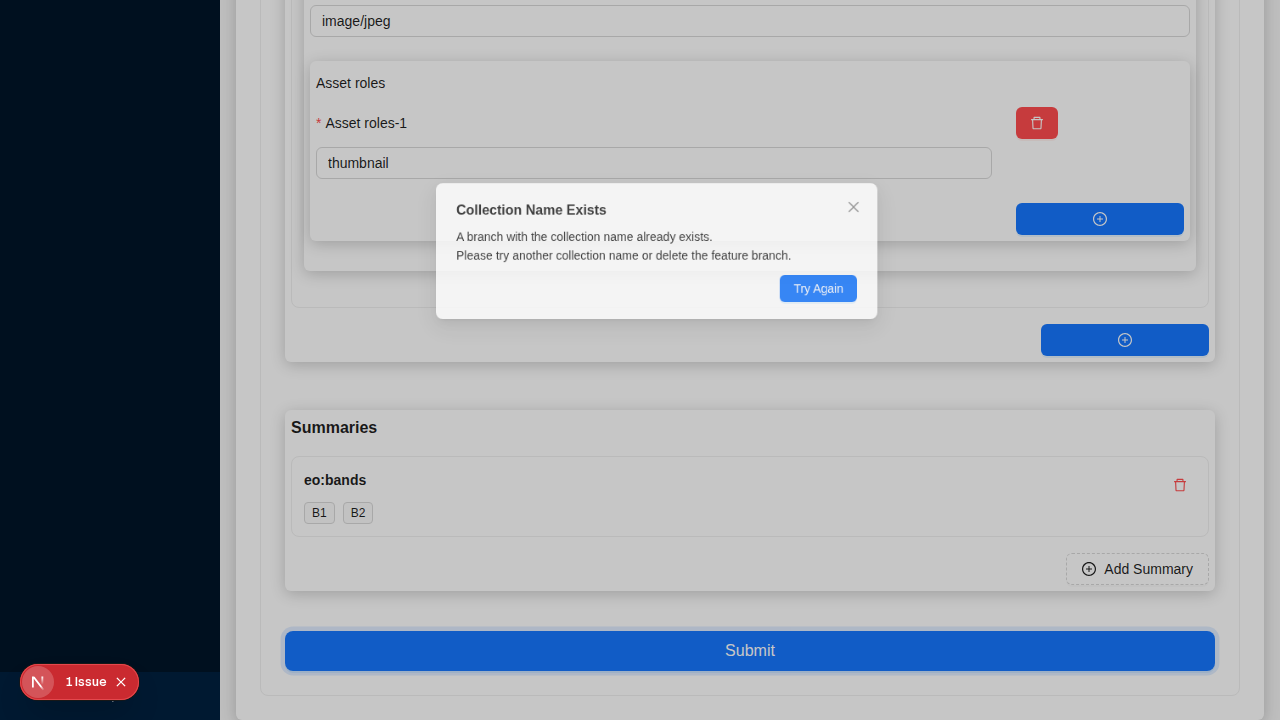 image/jpeg
Asset roles
* Asset roles-1
thumbnail
Collection Name Exists
A branch with the collection name already exists.
Please try another collection name or delete the feature branch.
Try Again
Summaries
eo:bands
B1 B2
Add Summary
Submit
N 1 Issue